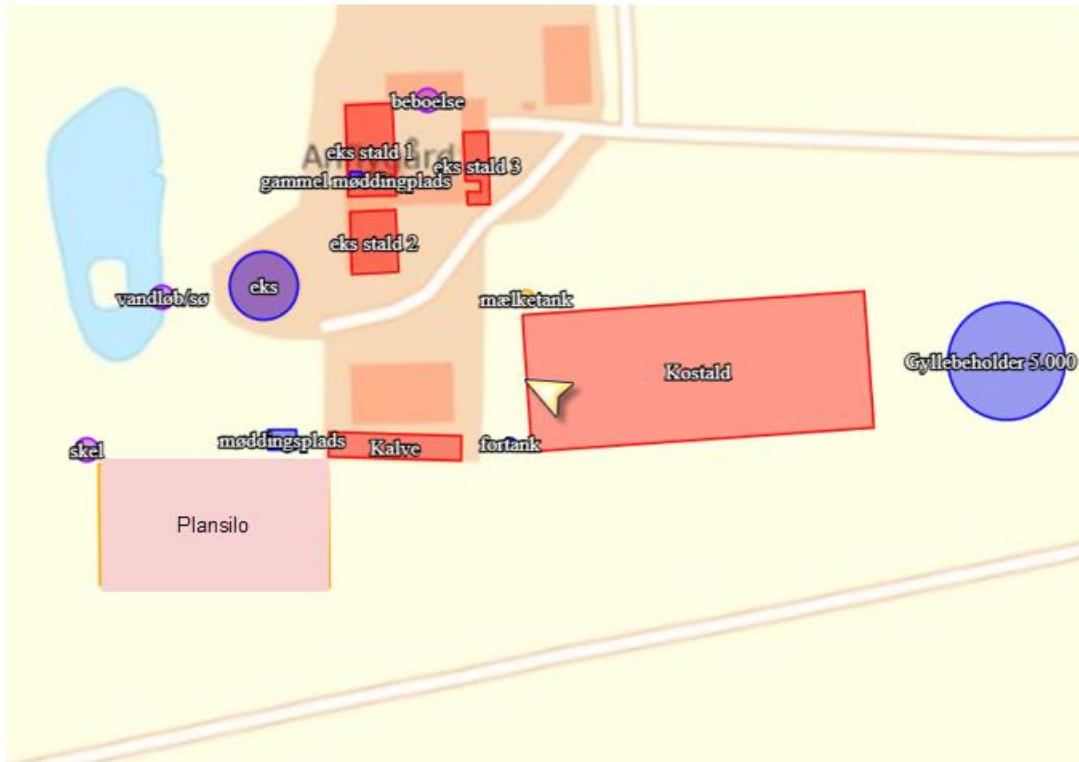 beboelse
eks stald 1
eks stald 3
gammel møddingplads
eks stald 2
eks
vandløb/sø
mælketank
Kostald
Gyllebeholder 5.000
møddingsplads
Kalve
fortank
skel
Plansilo